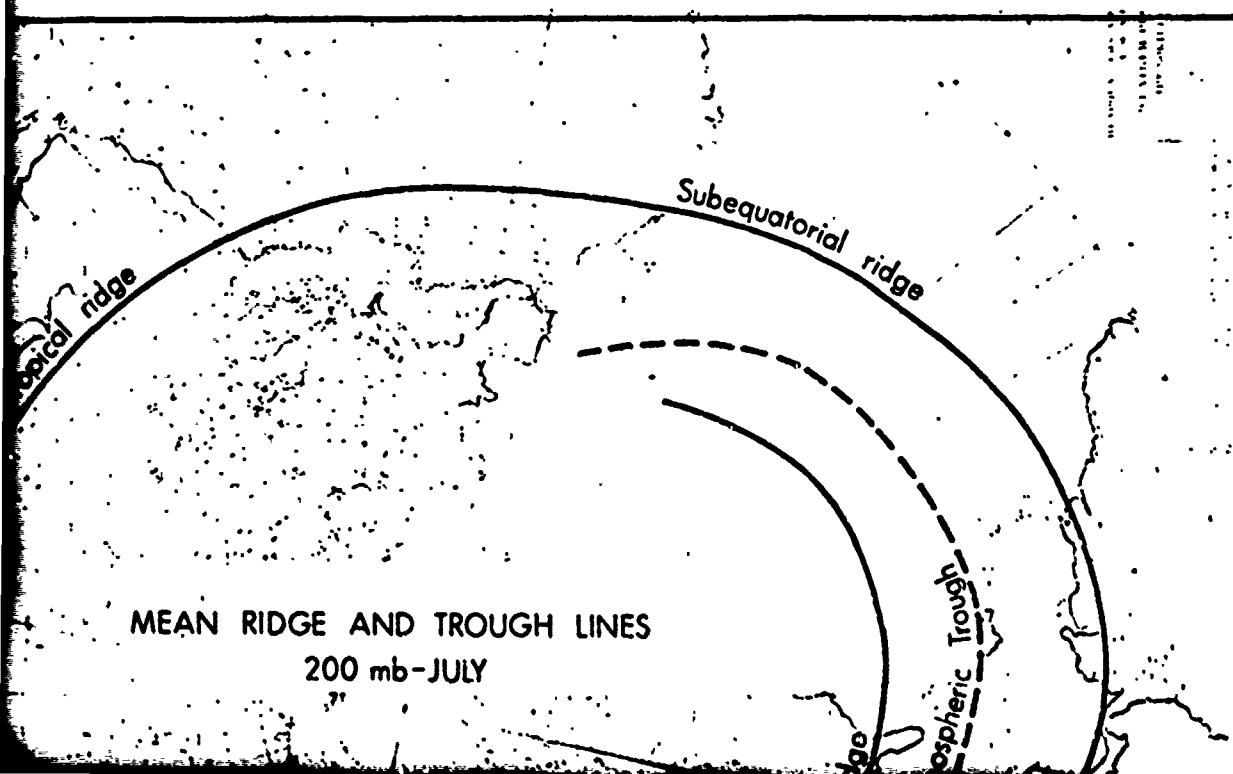 Subequatorial ridge
opical ridge
MEAN RIDGE AND TROUGH LINES
200 mb-JULY
ospheric Trough